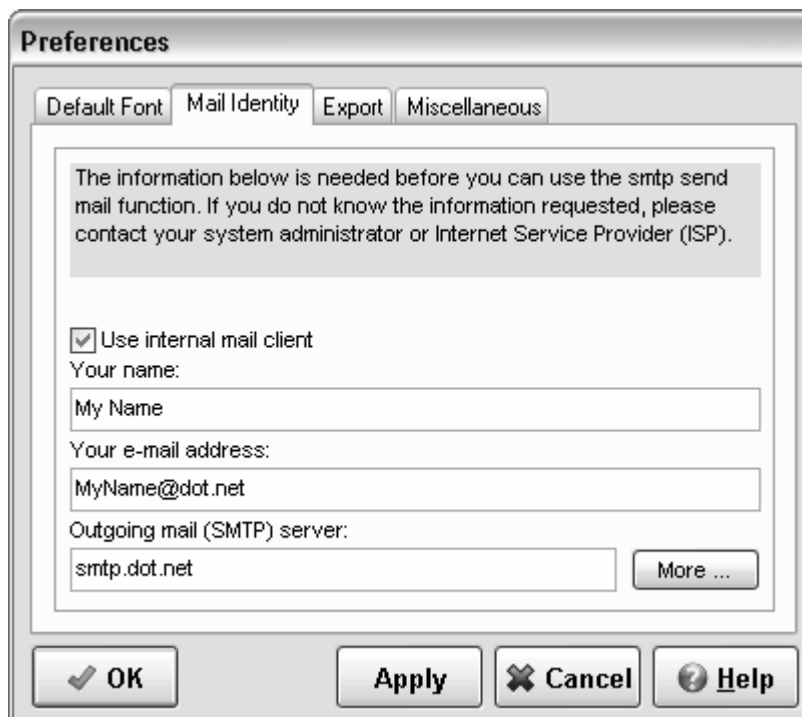 Preferences
Default Font Mail Identity Export Miscellaneous
The information below is needed before you can use the smtp send
mail function. If you do not know the information requested, please
contact your system administrator or Internet Service Provider (ISP).
Use internal mail client
Your name:
My Name
Your e-mail address:
MyName@dot.net
Outgoing mail (SMTP) server:
smtp.dot.net More ...
OK Apply Cancel Help